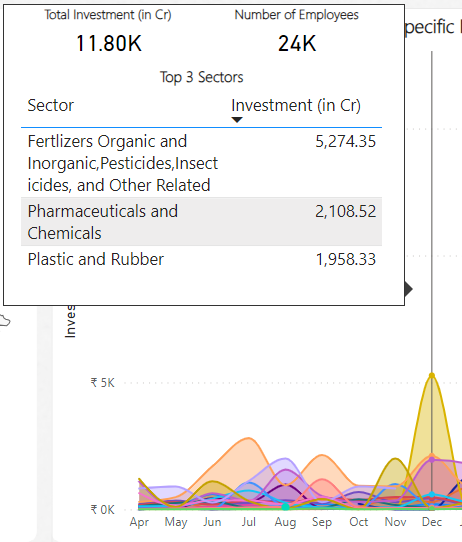 Total Investment (in Cr) Number of Employees
11.80K 24K
pecific
Top 3 Sectors
Sector Investment (in Cr)
Fertlizers Organic and 5,274.35
Inorganic,Pesticides,Insect
icides, and Other Related
Pharmaceuticals and 2,108.52
Chemicals
Plastic and Rubber 1,958.33
Inves
₹ 5K
₹ 0K
Apr May Jun Jul Aug Sep Oct Nov Dec